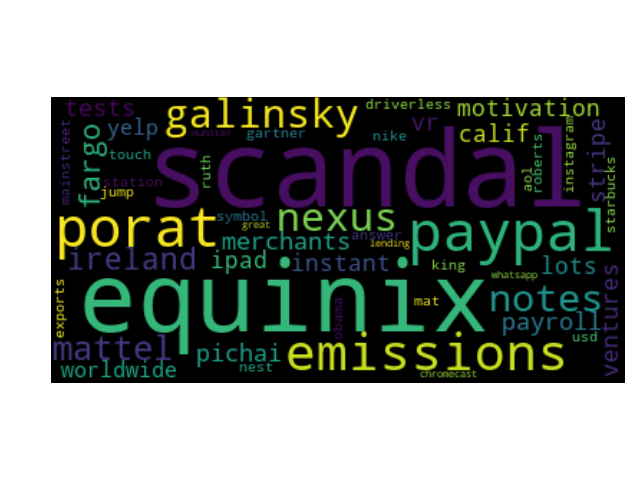 tests
galinsky
driverless
motivation
mainstreet
fargo
yelp
munster
gartner
nike
vr
calif
instagram
stripe
touch
scandal
ruth
aol
roberts
starbucks
station
jump
porat
symbol
great
nexus
paypal
merchants
answer
lending
ireland
ipad
instant
king
whatsapp
lots
exports
equinix
obama
mat
notes
payroll
ventures
mattel
pichai
emissions
usd
worldwide
nest
chromecast